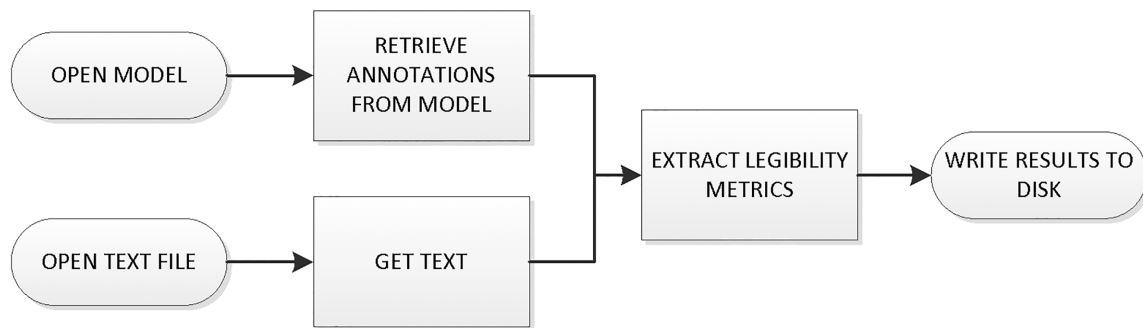 OPEN MODEL
RETRIEVE
ANNOTATIONS
FROM MODEL
EXTRACT LEGIBILITY
METRICS
WRITE RESULTS TO
DISK
OPEN TEXT FILE
GET TEXT